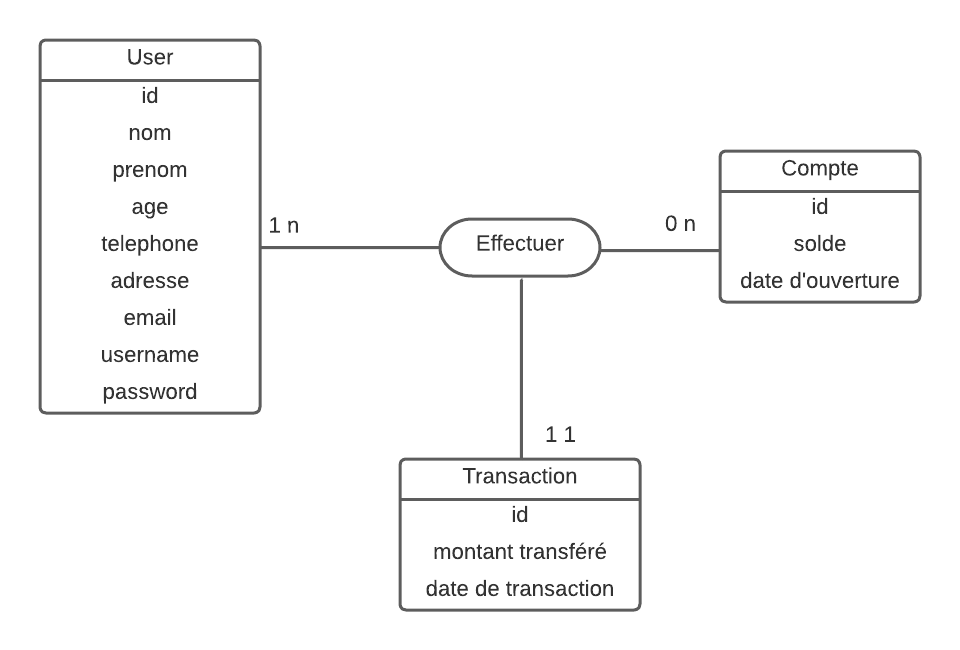 User
id
nom
prenom
age
telephone
adresse
email
username
password
1 n
Effectuer
0 n
Compte
id
solde
date d'ouverture
1 1
Transaction
id
montant transféré
date de transaction